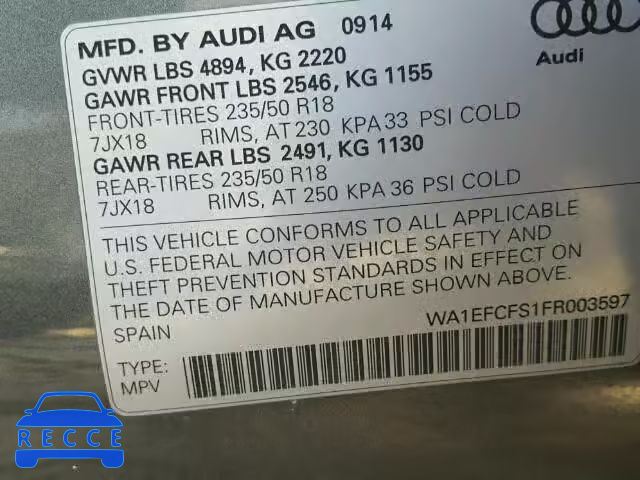 MFD. BY AUDI AG 0914
Audi
GVWR LBS 4894, KG 2220
GAWR FRONT LBS 2546, KG 1155
FRONT-TIRES 235/50 R18
7JX18 RIMS, AT 230 KPA 33 PSI COLD
GAWR REAR LBS 2491, KG 1130
REAR-TIRES 235/50 R18
7JX18 RIMS, AT 250 KPA 36 PSI COLD
THIS VEHICLE CONFORMS TO ALL APPLICABLE
U.S. FEDERAL MOTOR VEHICLE SAFETY AND
THEFT PREVENTION STANDARDS IN EFFECT ON
THE DATE OF MANUFACTURE SHOWN ABOVE.
SPAIN
WA1EFCFS1FR003597
TYPE:
MPV
RECCE